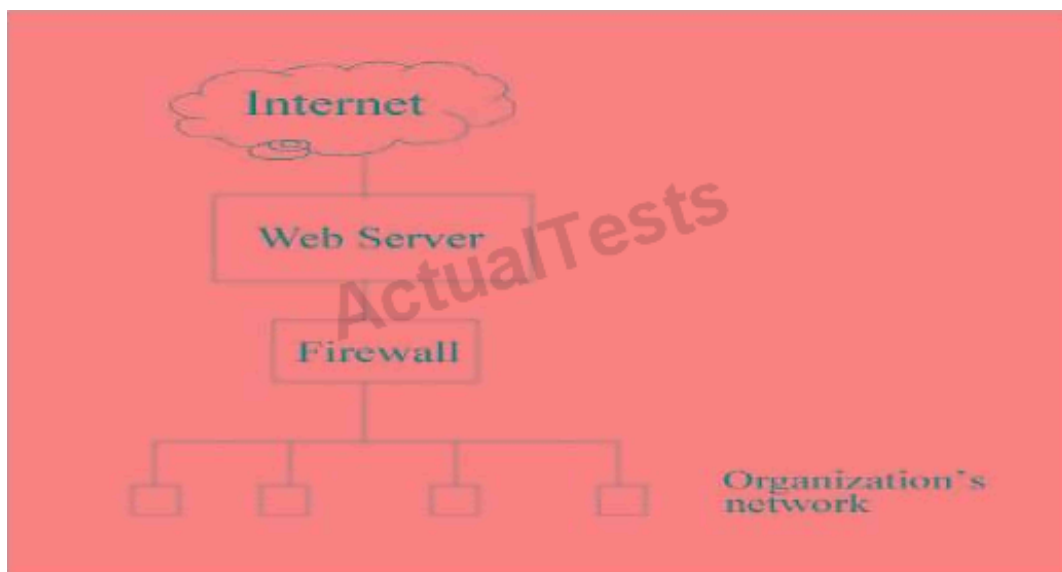 Internet
Web Server
ActualTests
Firewall
Organization's
network